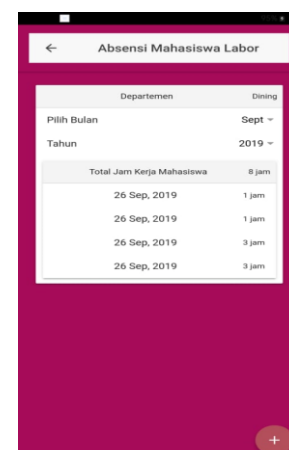 95%
← Absensi Mahasiswa Labor
Departemen Dining
Pilih Bulan Sept
Tahun 2019
Total Jam Kerja Mahasiswa 8 jam
26 Sep, 2019 1 jam
26 Sep, 2019 1 jam
26 Sep, 2019 3 jam
26 Sep, 2019 3 jam
+